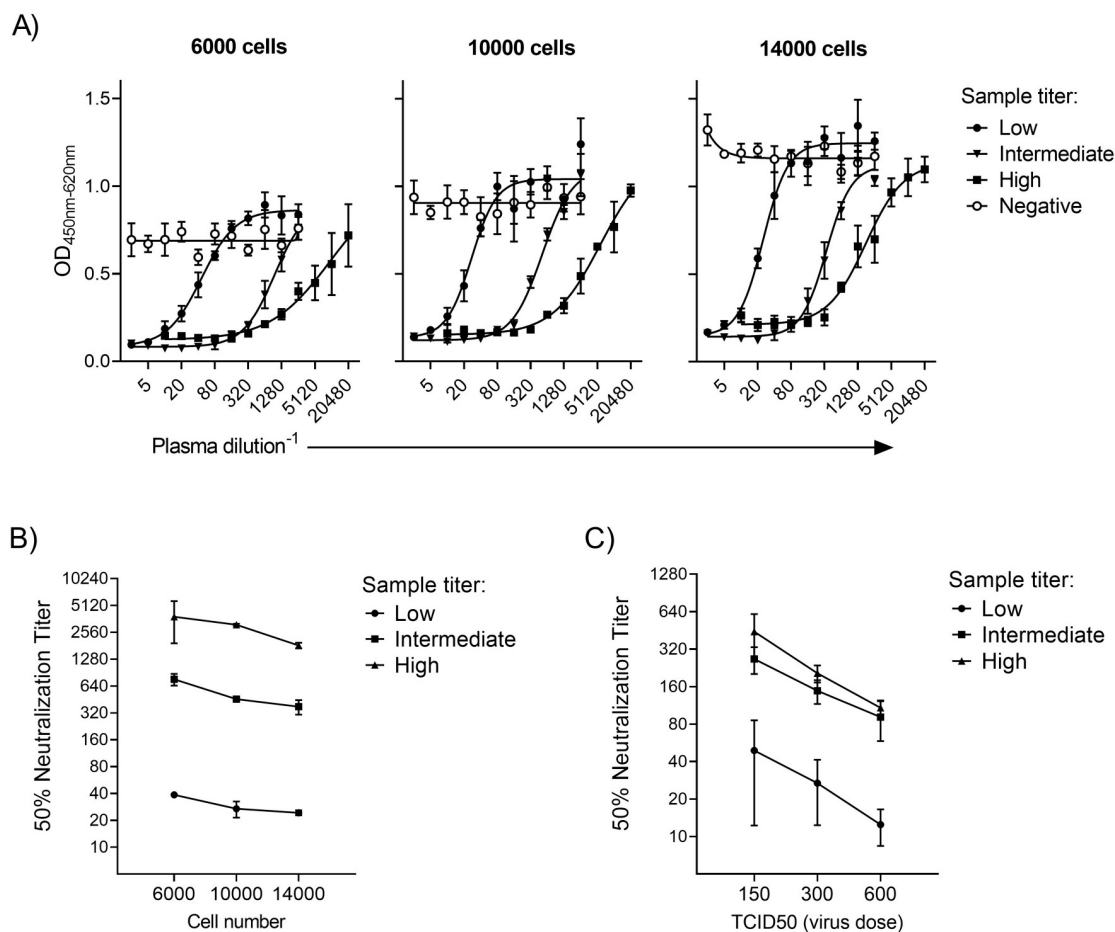 A)
6000 cells
10000 cells
14000 cells
OD450nm-620nm
1.5
1.0
0.5
0.0
5 20 80 320 1280 5120 20480
5 20 80 320 1280 5120 20480
5 20 80 320 1280 5120 20480
Plasma dilution-1
Sample titer:
Low
Intermediate
High
Negative
B)
50% Neutralization Titer
10240
5120
2560
1280
640
320
160
80
40
20
10
6000 10000 14000
Cell number
Sample titer:
Low
Intermediate
High
C)
50% Neutralization Titer
1280
640
320
160
80
40
20
10
150 300 600
TCID50 (virus dose)
Sample titer:
Low
Intermediate
High